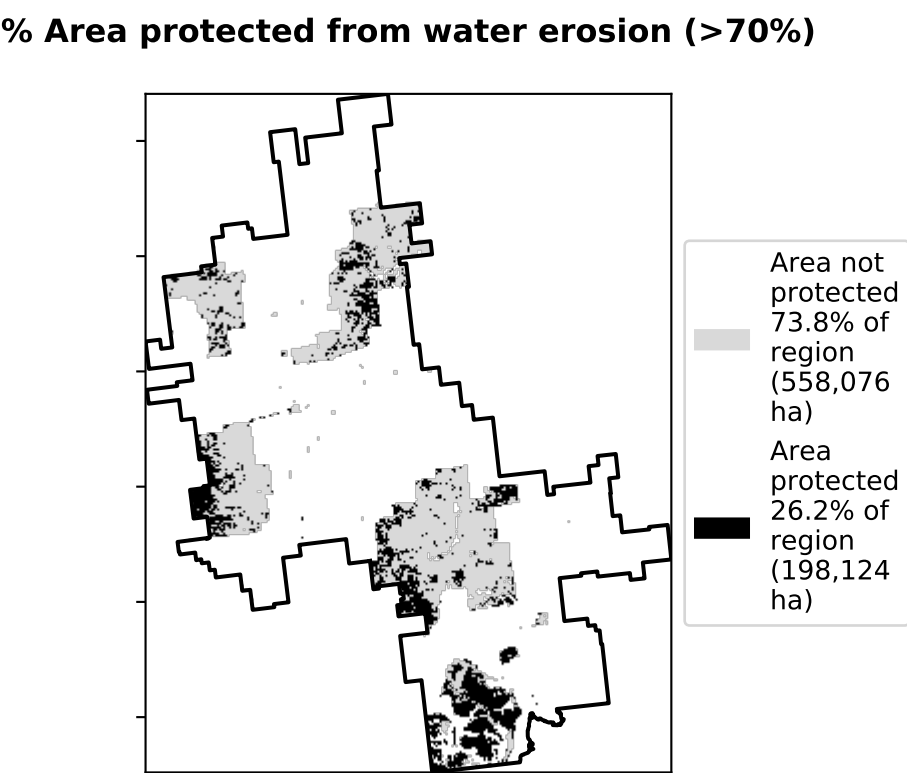 % Area protected from water erosion (>70%)
Area not
protected
73.8% of
region
(558,076
ha)
Area
protected
26.2% of
region
(198,124
ha)